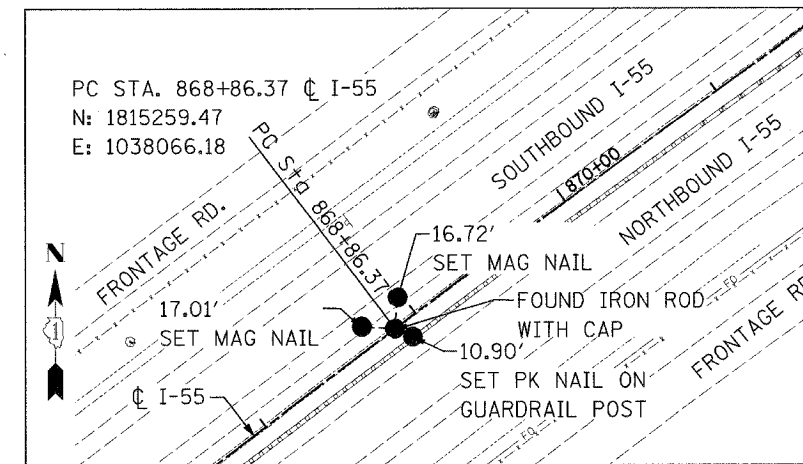 PC STA. 868+86.37 ℄ I-55
N: 1815259.47
E: 1038066.18
PC Sta 868+86.37
SOUTHBOUND I-55
870+00
NORTHBOUND I-55
FRONTAGE RD.
N
1
16.72'
SET MAG NAIL
17.01'
SET MAG NAIL
FOUND IRON ROD
WITH CAP
10.90'
SET PK NAIL ON
GUARDRAIL POST
℄ I-55
FRONTAGE RD
FO
FO